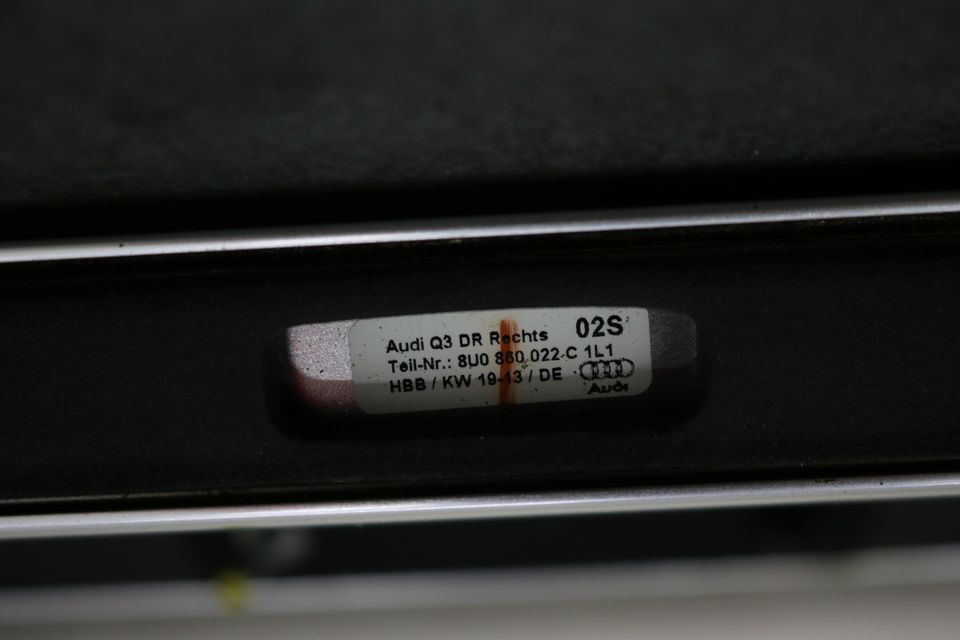 Audi Q3 DR Rechts 02S
Teil-Nr.: 8U0 860 022-C 1L1
HBB / KW 19-13 / DE
Audi